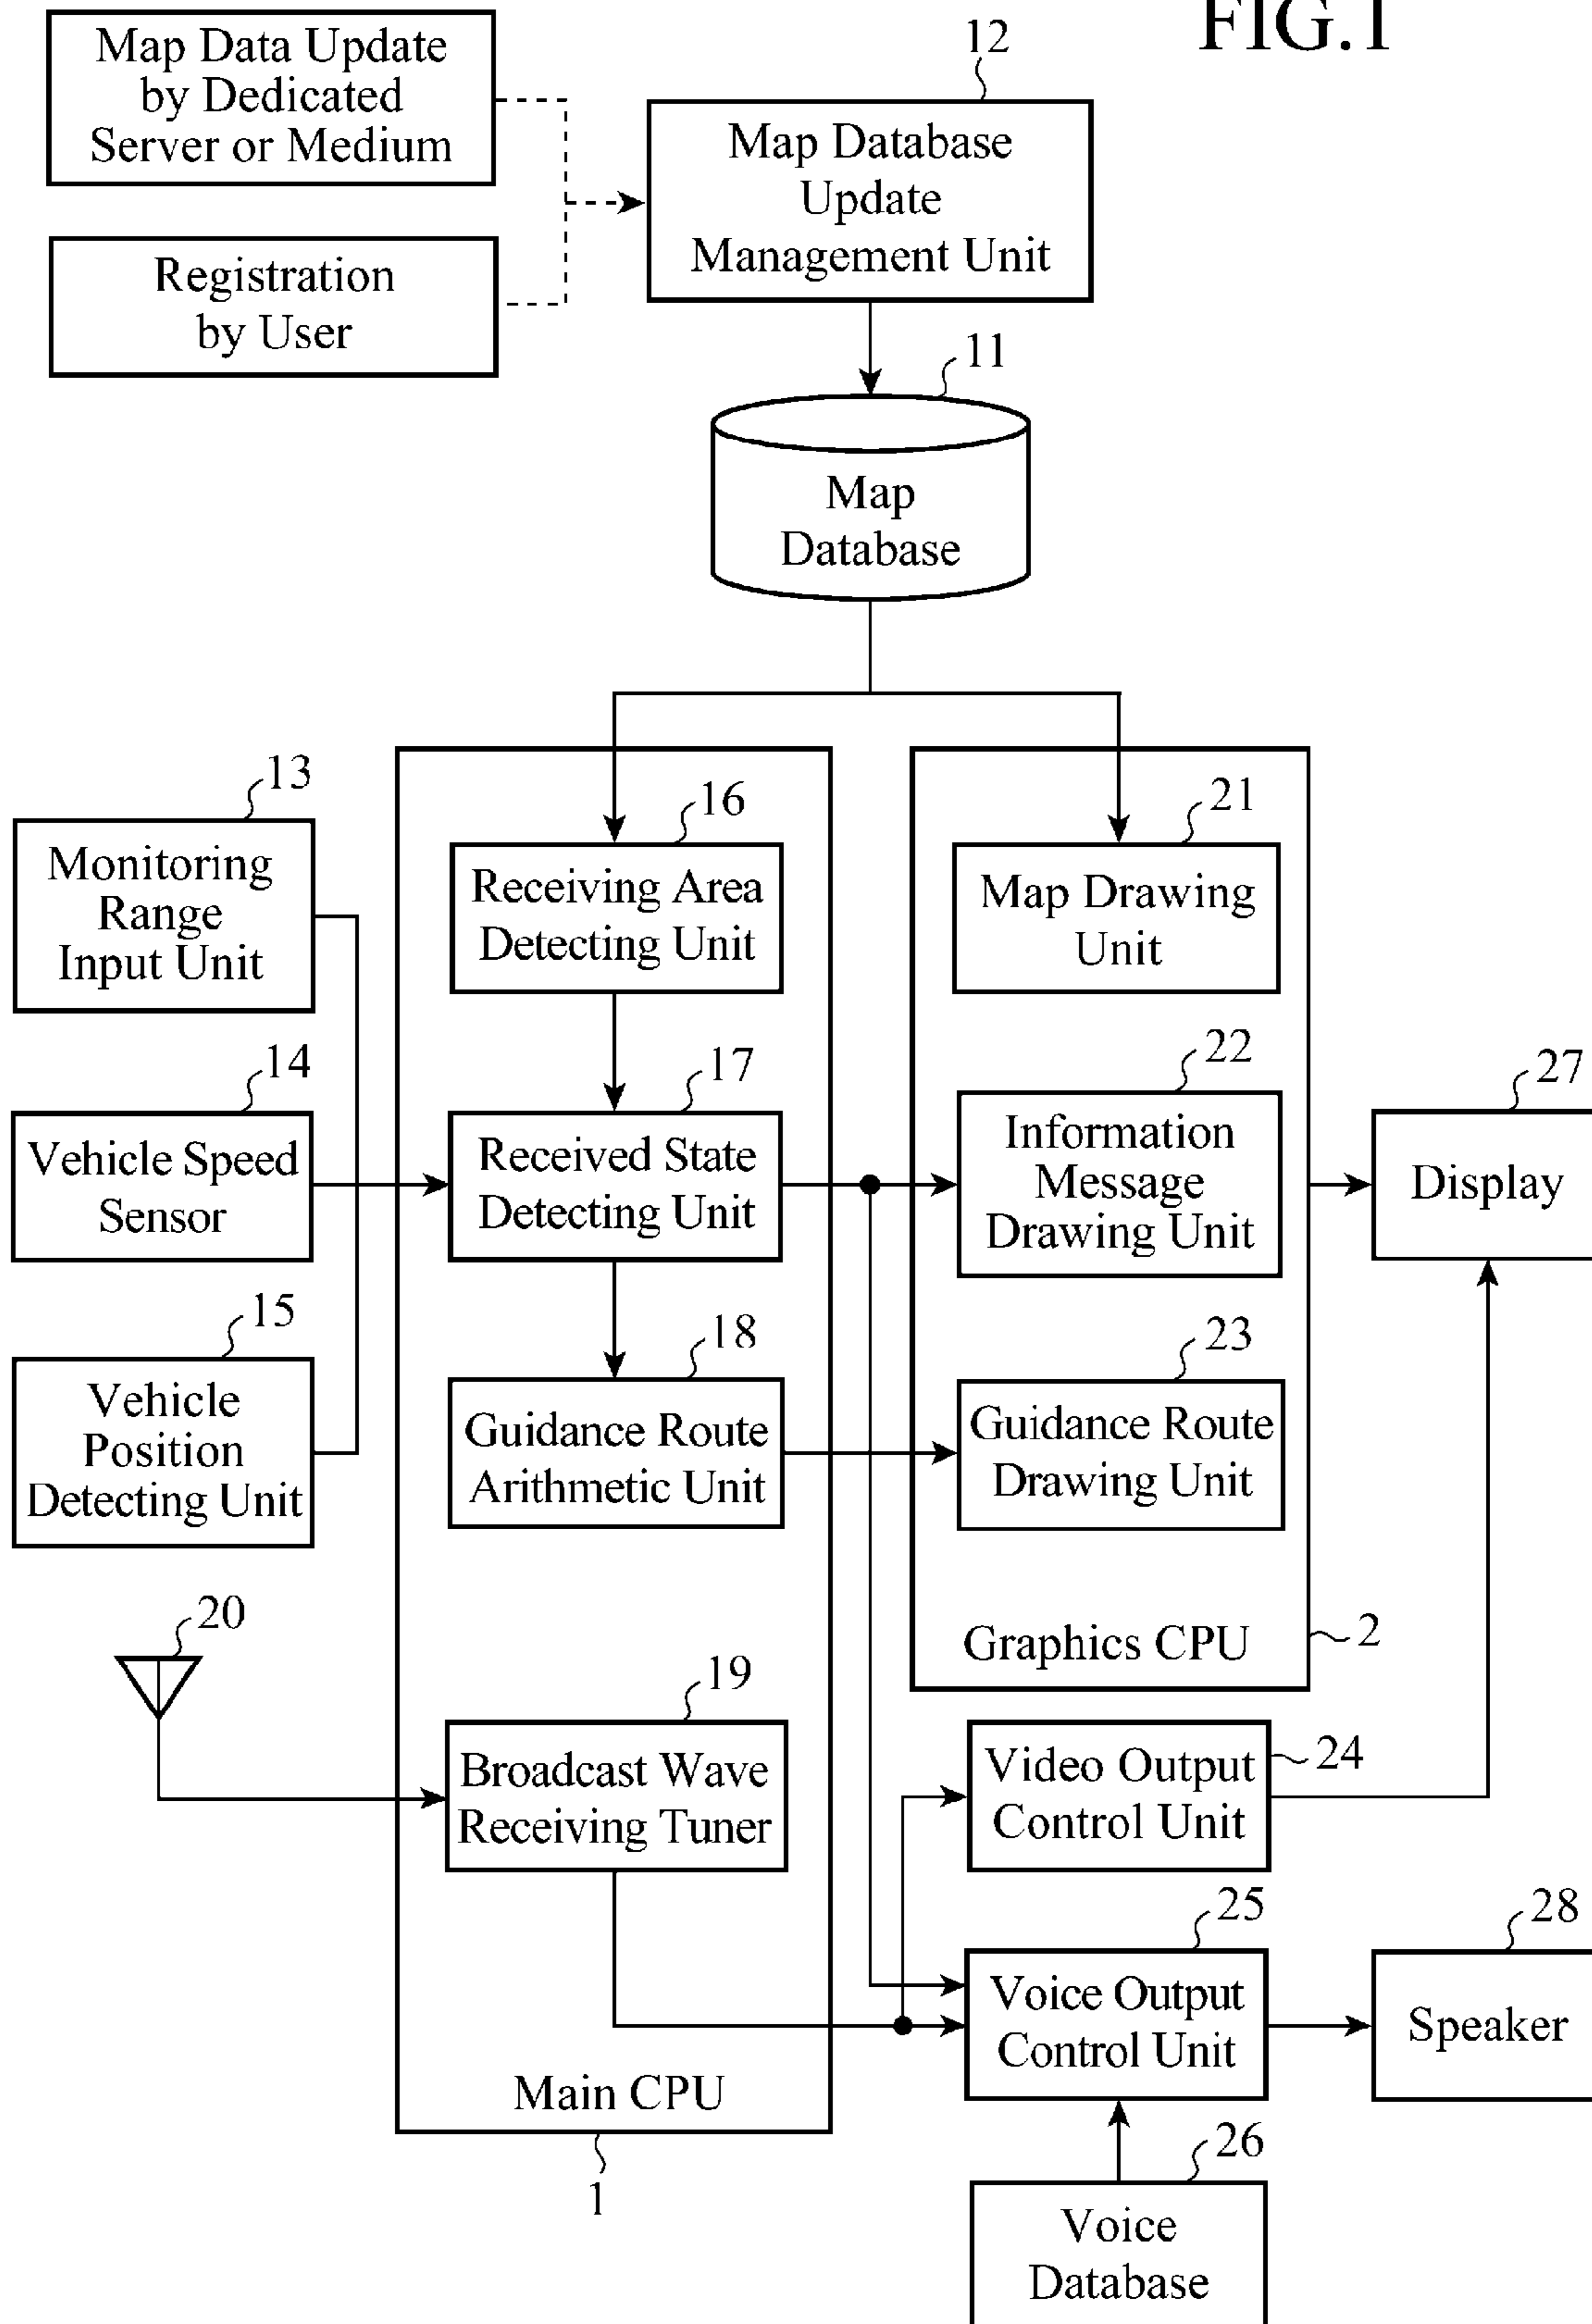 FIG.1
Map Data Update
by Dedicated
Server or Medium
Registration
by User
12
Map Database
Update
Management Unit
11
Map
Database
13
Monitoring
Range
Input Unit
14
Vehicle Speed
Sensor
15
Vehicle
Position
Detecting Unit
20
16
Receiving Area
Detecting Unit
17
Received State
Detecting Unit
18
Guidance Route
Arithmetic Unit
19
Broadcast Wave
Receiving Tuner
Main CPU
1
21
Map Drawing
Unit
22
Information
Message
Drawing Unit
23
Guidance Route
Drawing Unit
Graphics CPU
2
27
Display
Video Output
Control Unit
24
25
Voice Output
Control Unit
28
Speaker
26
Voice
Database